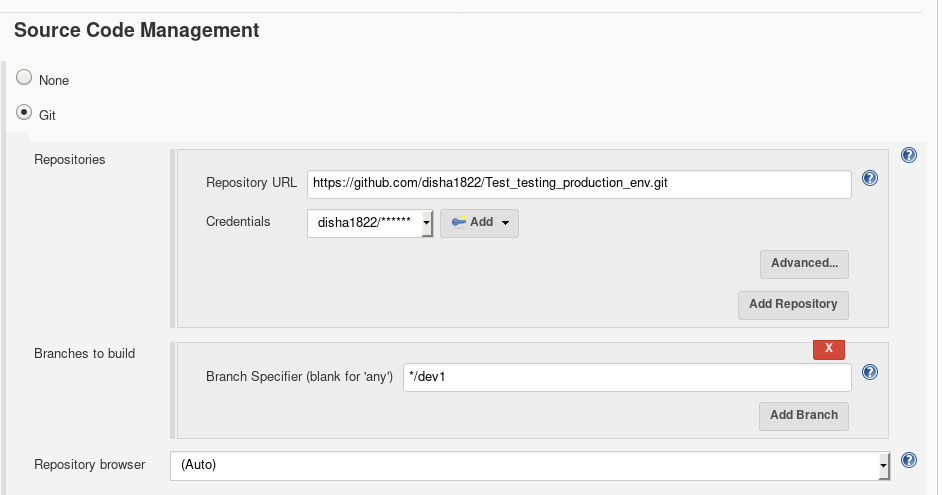 Source Code Management
None
Git
Repositories
Repository URL https://github.com/disha1822/Test_testing_production_env.git
Credentials disha1822/****** Add
Advanced...
Add Repository
Branches to build
X
Branch Specifier (blank for 'any') */dev1
Add Branch
Repository browser (Auto)